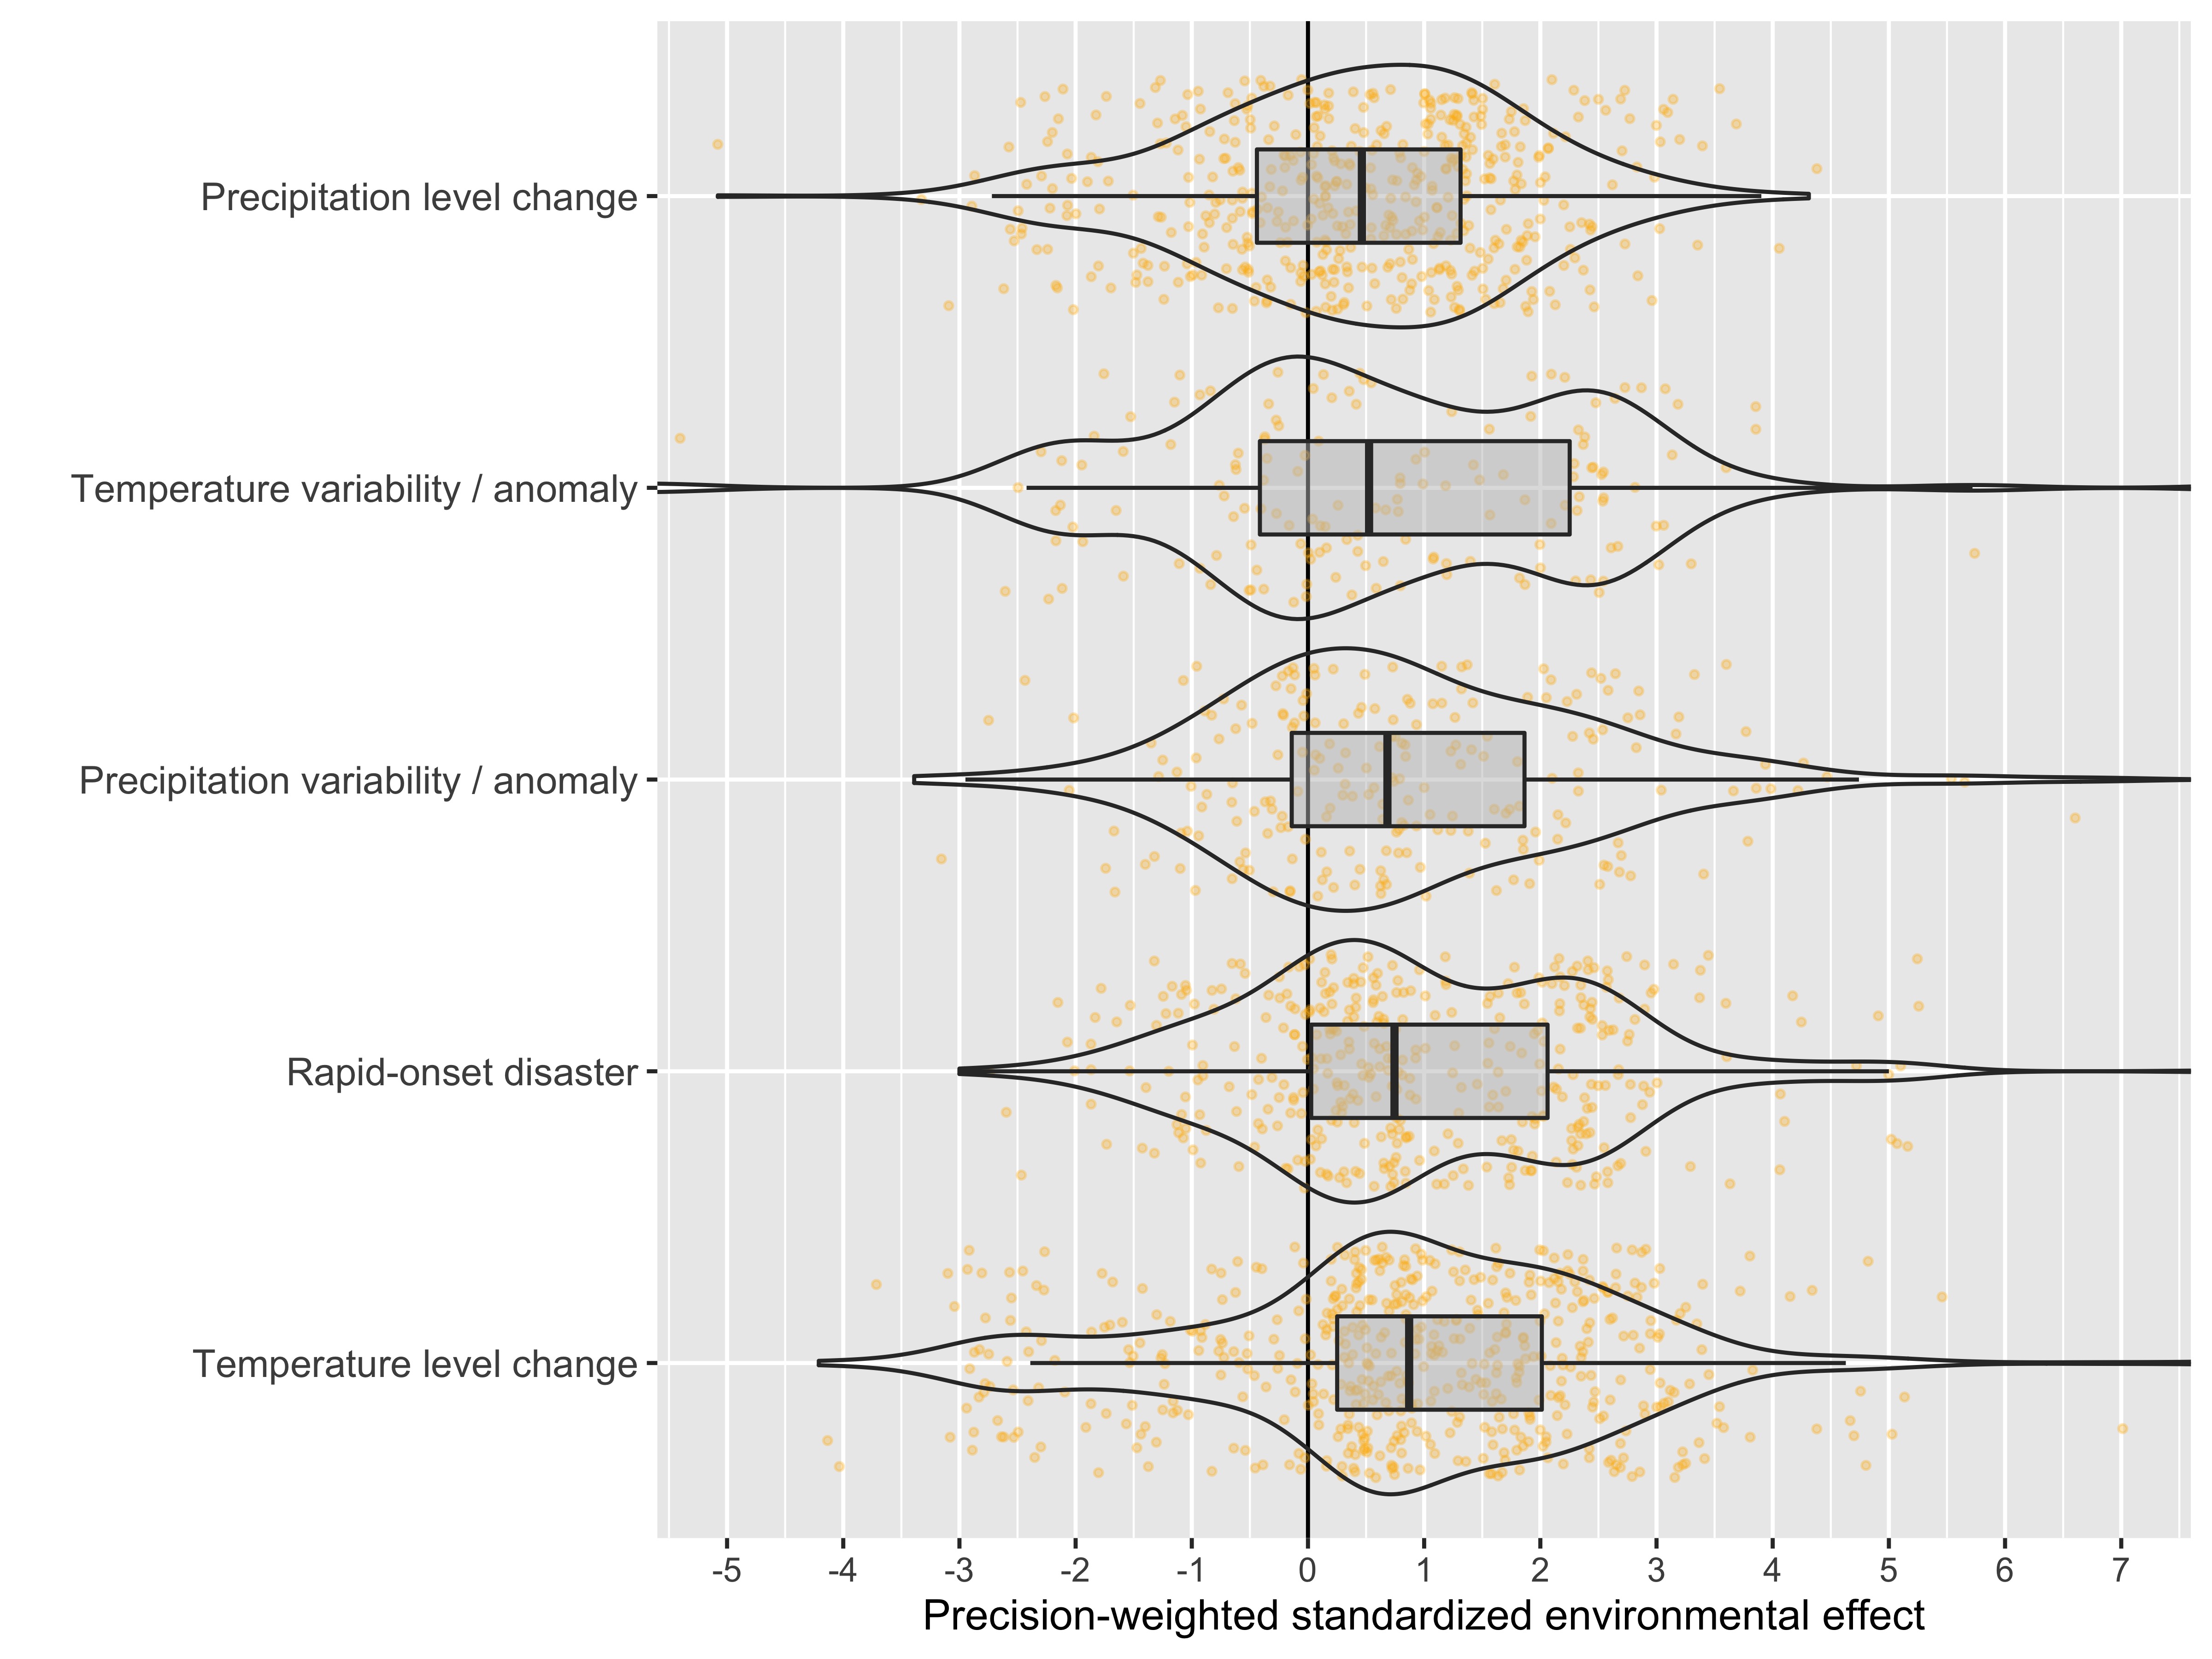 Precipitation level change
Temperature variability / anomaly
Precipitation variability / anomaly
Rapid-onset disaster
Temperature level change
-5 -4 -3 -2 -1 0 1 2 3 4 5 6 7
Precision-weighted standardized environmental effect